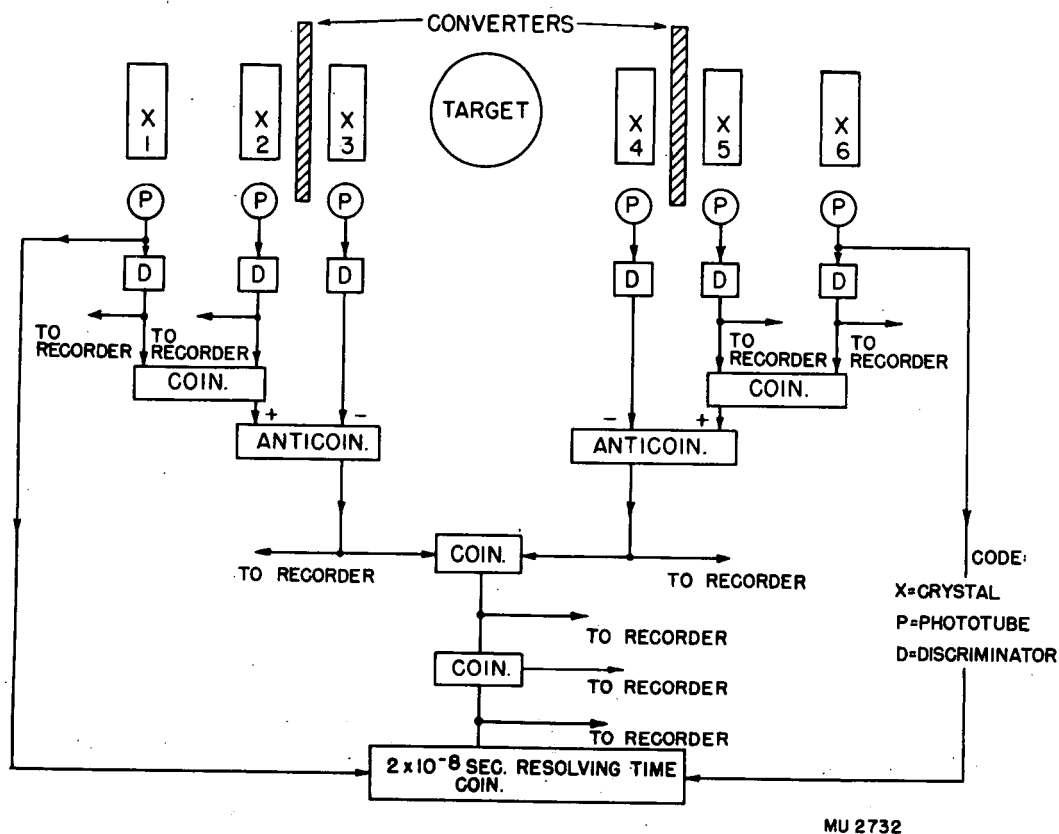 CONVERTERS
X
1
X
2
X
3
TARGET
X
4
X
5
X
6
P
P
P
P
P
P
D
D
D
D
D
D
TO
RECORDER
TO
RECORDER
TO
RECORDER
TO
RECORDER
COIN.
COIN.
+
-
-
+
ANTICOIN.
ANTICOIN.
COIN.
TO RECORDER
TO RECORDER
CODE:
X=CRYSTAL
P=PHOTOTUBE
D=DISCRIMINATOR
TO RECORDER
COIN.
TO RECORDER
TO RECORDER
2 x 10⁻⁸ SEC. RESOLVING TIME
COIN.
MU 2732